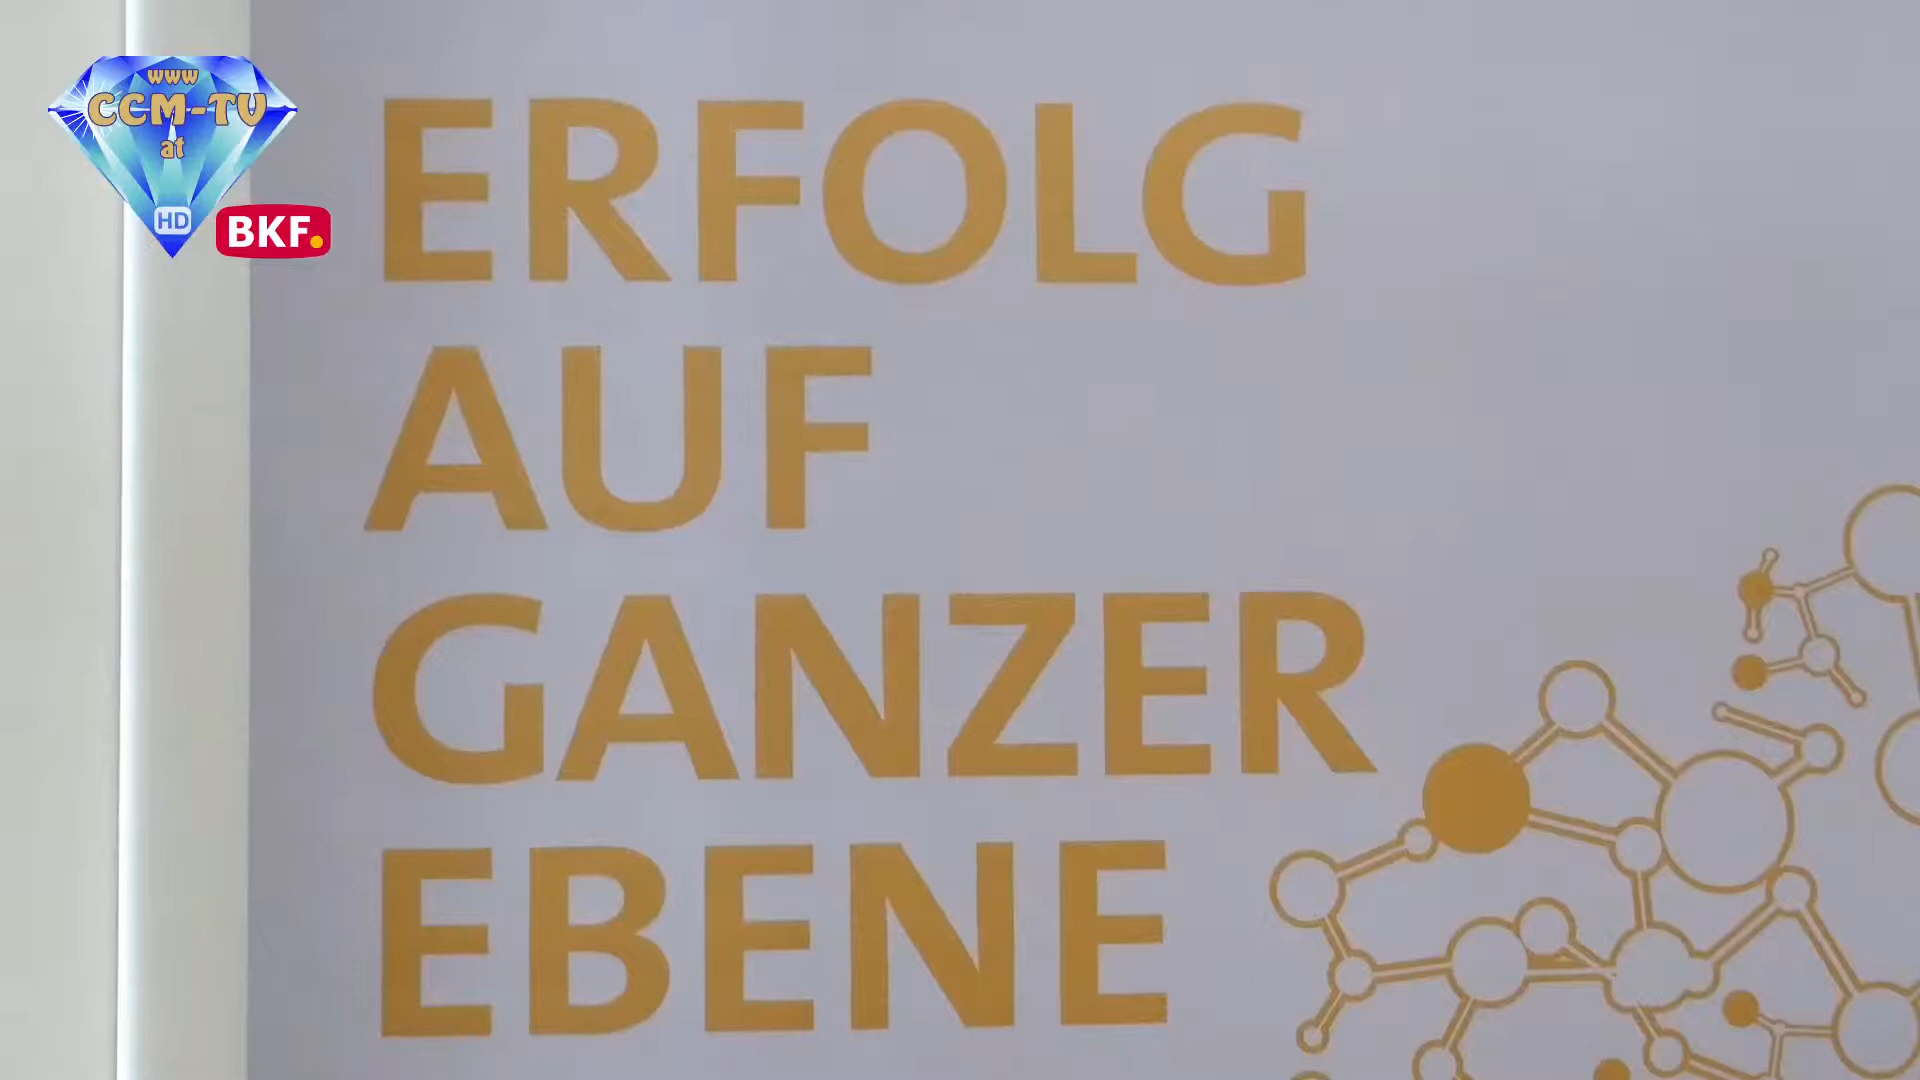 www
CCM-TV
at
HD
BKF.
ERFOLG
AUF
GANZER
EBENE